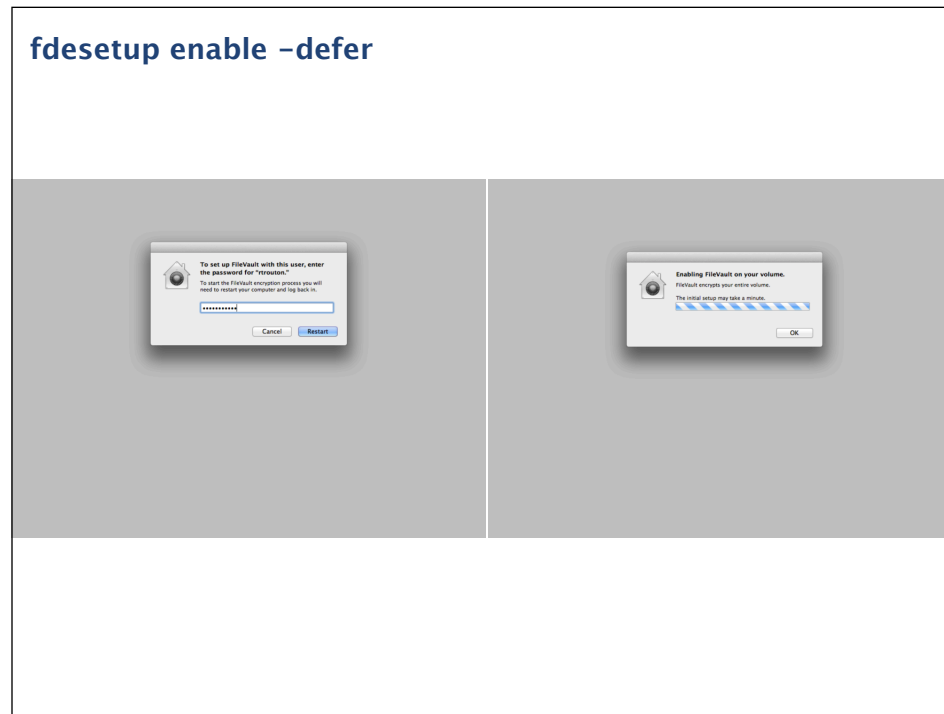 fdesetup enable –defer
To set up FileVault with this user, enter
the password for "rtrouton."
To start the FileVault encryption process you will
need to restart your computer and log back in.
•••••••••••
Cancel
Restart
Enabling FileVault on your volume.
FileVault encrypts your entire volume.
The initial setup may take a minute.
OK